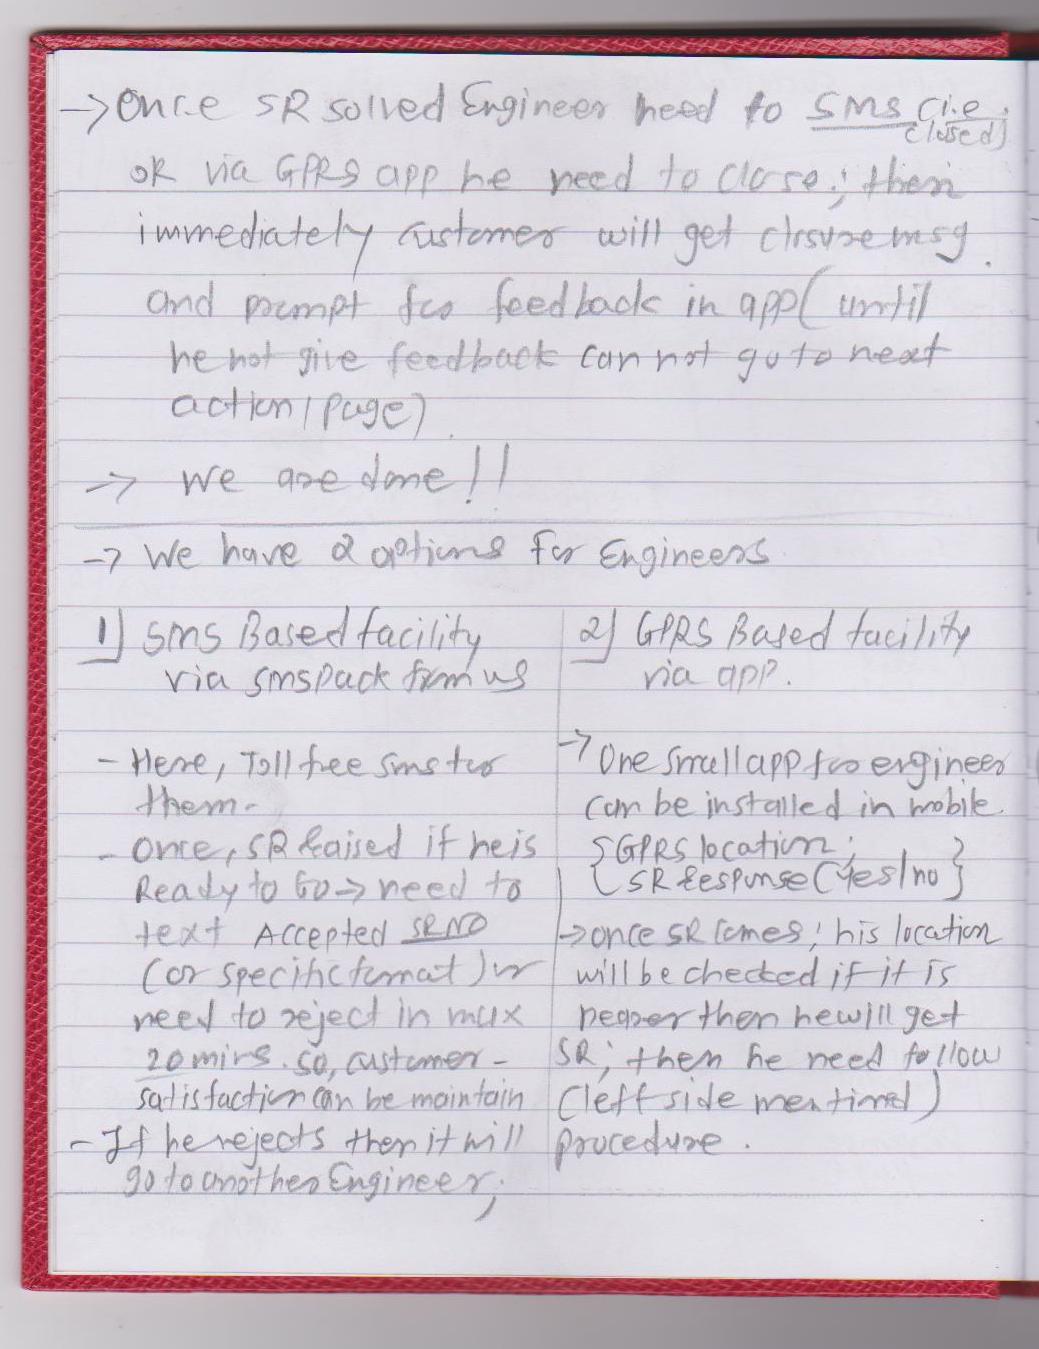 → Once SR solved Engineer need to SMS (i.e.
closed)
OR via GPRS app he need to close; then
immediately customer will get closure msg.
and prompt for feedback in app (until
he not give feedback can not go to next
action/page).
→ We are done!!
→ We have 2 options For Engineers
1) SMS Based facility
via smspack from us
- Here, Toll free sms for
them.
- Once, SR Raised if he is
Ready to Go → need to
text Accepted SRNO
(or specific format) or
need to reject in max
20 mins. So, customer-
satisfaction can be maintain
- If he rejects then it will
go to another Engineer;
2) GPRS Based facility
via app.
→ One small app for engineer
can be installed in mobile.
{ GPRS location;
SR Response (Yes/no }
→ once SR comes; his location
will be checked if it is
nearer then he will get
SR; then he need follow
(left side mentioned)
procedure.